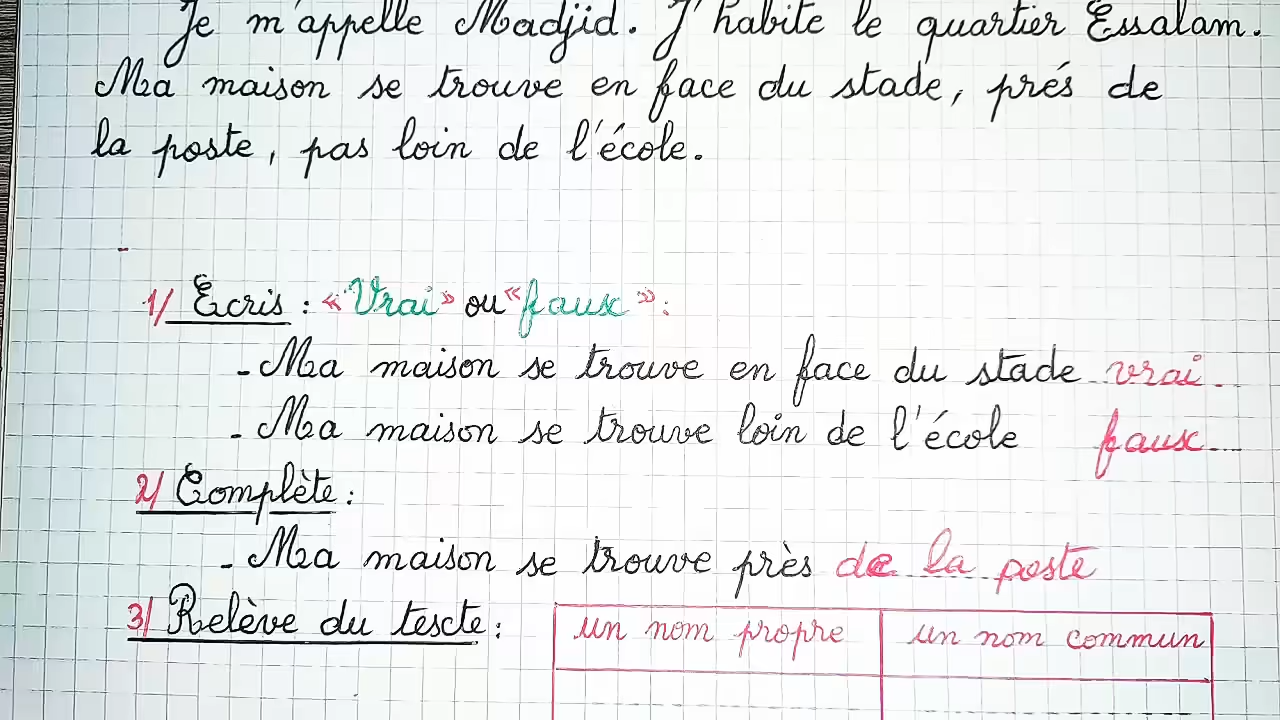 Je m'appelle Madjid. J'habite le quartier Essalam.
Ma maison se trouve en face du stade, prés de
la poste, pas loin de l'école.
1/ Ecris : «Vrai» ou «faux» :
- Ma maison se trouve en face du stade vrai.
- Ma maison se trouve loin de l'école faux
2/ Complète :
- Ma maison se trouve près de la poste
3/ Relève du texte :
un nom propre un nom commun